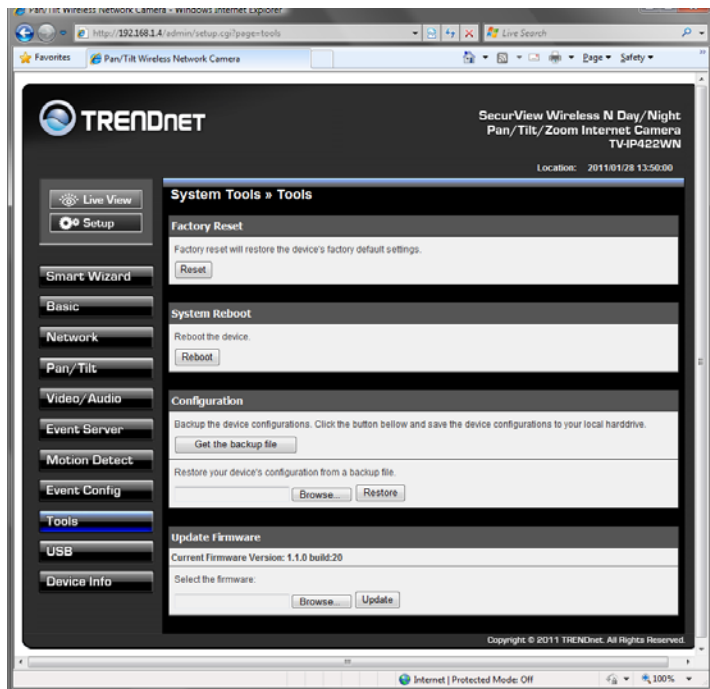 Pan/Tilt Wireless Network Camera - Windows Internet Explorer
http://192.168.1.4/admin/setup.cgi?page=tools
Live Search
Favorites
Pan/Tilt Wireless Network Camera
Page
Safety
TRENDNET
SecurView Wireless N Day/Night
Pan/Tilt/Zoom Internet Camera
TV-IP422WN
Location: 2011/01/28 13:50:00
Live View
Setup
Smart Wizard
Basic
Network
Pan/Tilt
Video/Audio
Event Server
Motion Detect
Event Config
Tools
USB
Device Info
System Tools » Tools
Factory Reset
Factory reset will restore the device's factory default settings.
Reset
System Reboot
Reboot the device.
Reboot
Configuration
Backup the device configurations. Click the button bellow and save the device configurations to your local harddrive.
Get the backup file
Restore your device's configuration from a backup file.
Browse... Restore
Update Firmware
Current Firmware Version: 1.1.0 build:20
Select the firmware:
Browse... Update
Copyright © 2011 TRENDnet. All Rights Reserved.
Internet | Protected Mode: Off
100%